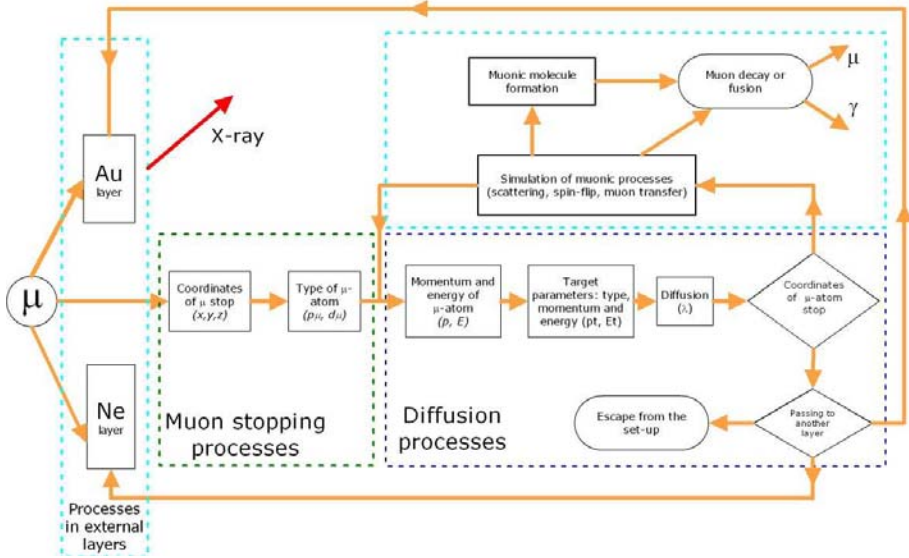 Muonic molecule
formation
Muon decay or
fusion
μ
γ
X-ray
Au
layer
Simulation of muonic processes
(scattering, spin-flip, muon transfer)
μ
Coordinates
of μ stop
(x,y,z)
Type of μ-
atom
(pμ, dμ)
Momentum and
energy of
μ-atom
(p, E)
Target
parameters: type,
momentum and
energy (pt, Et)
Diffusion
(λ)
Coordinates
of μ-atom
stop
Ne
layer
Muon stopping
processes
Diffusion
processes
Escape from the
set-up
Passing to
another
layer
Processes
in external
layers